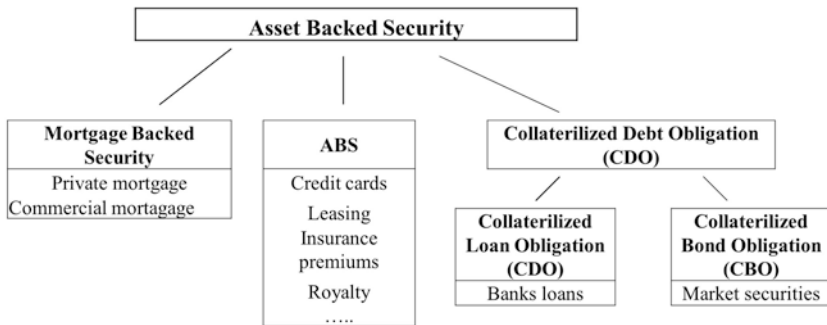 Asset Backed Security
Mortgage Backed
Security
Private mortgage
Commercial mortagage
ABS
Credit cards
Leasing
Insurance
premiums
Royalty
…..
Collaterilized Debt Obligation
(CDO)
Collaterilized
Loan Obligation
(CDO)
Banks loans
Collaterilized
Bond Obligation
(CBO)
Market securities